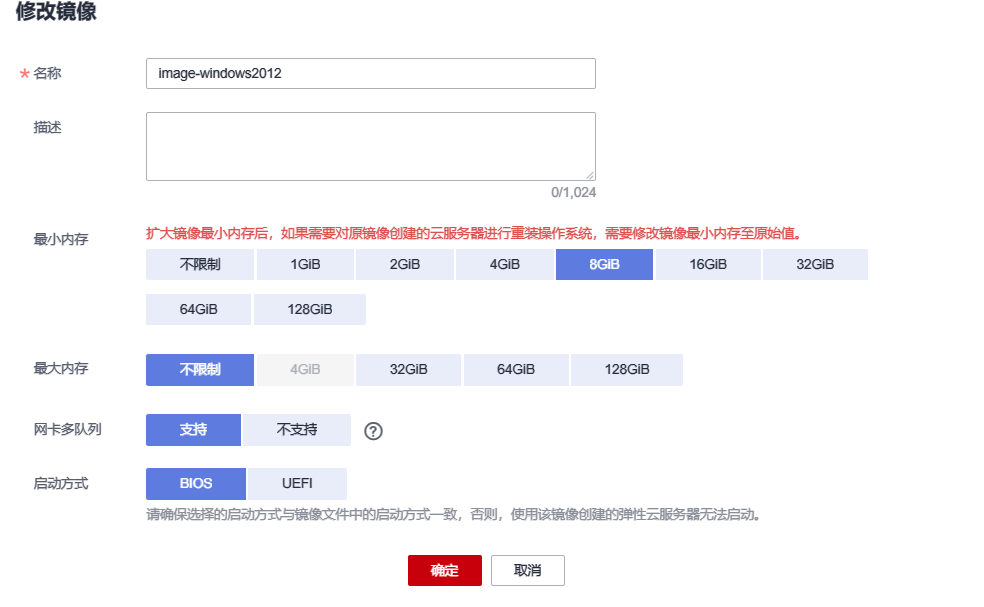 修改镜像
* 名称 image-windows2012
描述
0/1,024
最小内存 扩大镜像最小内存后，如果需要对原镜像创建的云服务器进行重装操作系统，需要修改镜像最小内存至原始值。
不限制 1GiB 2GiB 4GiB 8GiB 16GiB 32GiB
64GiB 128GiB
最大内存 不限制 4GiB 32GiB 64GiB 128GiB
网卡多队列 支持 不支持 ?
启动方式 BIOS UEFI
请确保选择的启动方式与镜像文件中的启动方式一致，否则，使用该镜像创建的弹性云服务器无法启动。
确定 取消